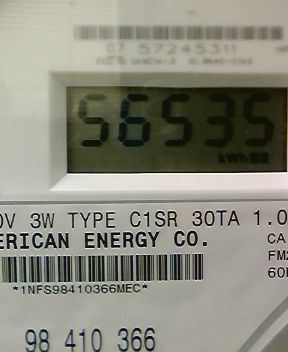 07 57245311
56535
kWh
0V 3W TYPE C1SR 30TA 1.0
ERICAN ENERGY CO.
CA
FM2
60
*1NFS98410366MEC*
98 410 366